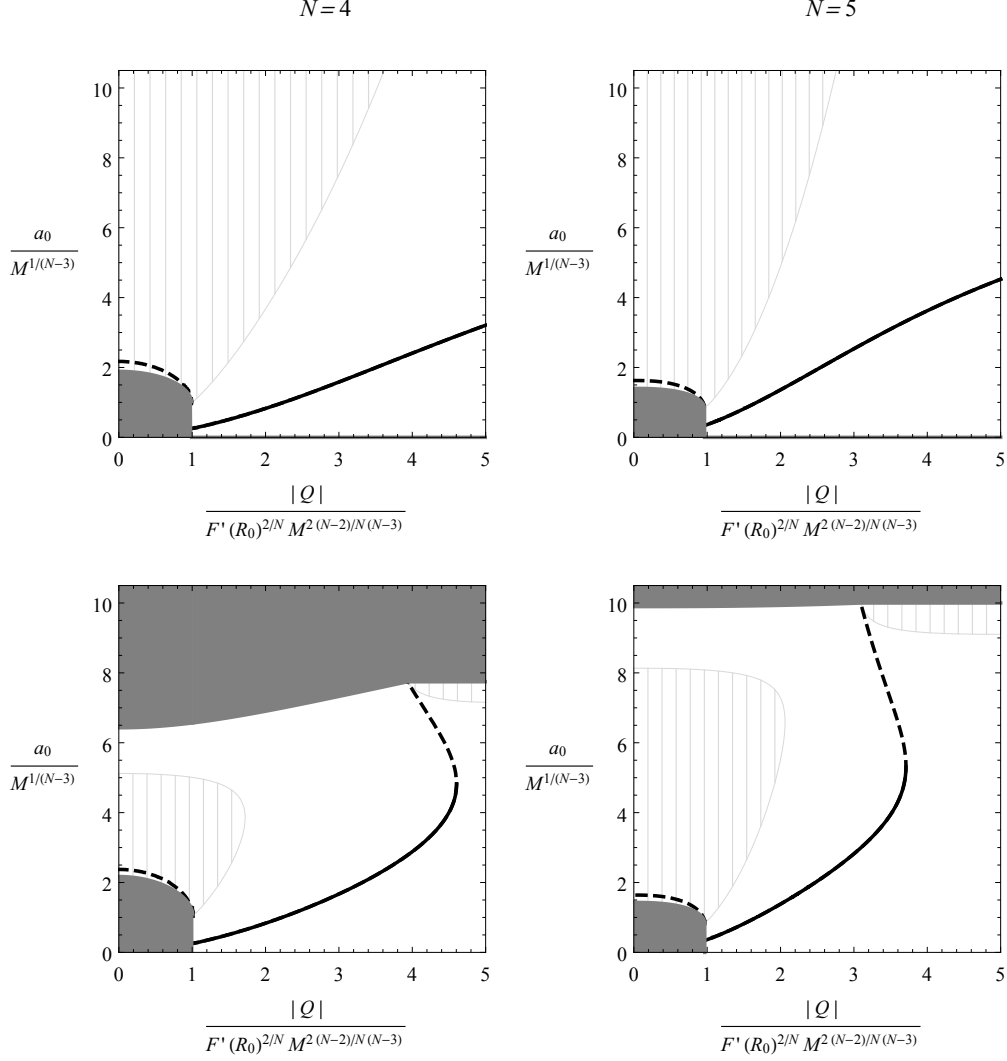 N = 4
N = 5
10
8
6
4
2
0
a₀
M^{1/(N−3)}
0 1 2 3 4 5
| Q |
F ' (R₀)^{2/N} M^{2 (N−2)/N (N−3)}
10
8
6
4
2
0
a₀
M^{1/(N−3)}
0 1 2 3 4 5
| Q |
F ' (R₀)^{2/N} M^{2 (N−2)/N (N−3)}
10
8
6
4
2
0
a₀
M^{1/(N−3)}
0 1 2 3 4 5
| Q |
F ' (R₀)^{2/N} M^{2 (N−2)/N (N−3)}
10
8
6
4
2
0
a₀
M^{1/(N−3)}
0 1 2 3 4 5
| Q |
F ' (R₀)^{2/N} M^{2 (N−2)/N (N−3)}